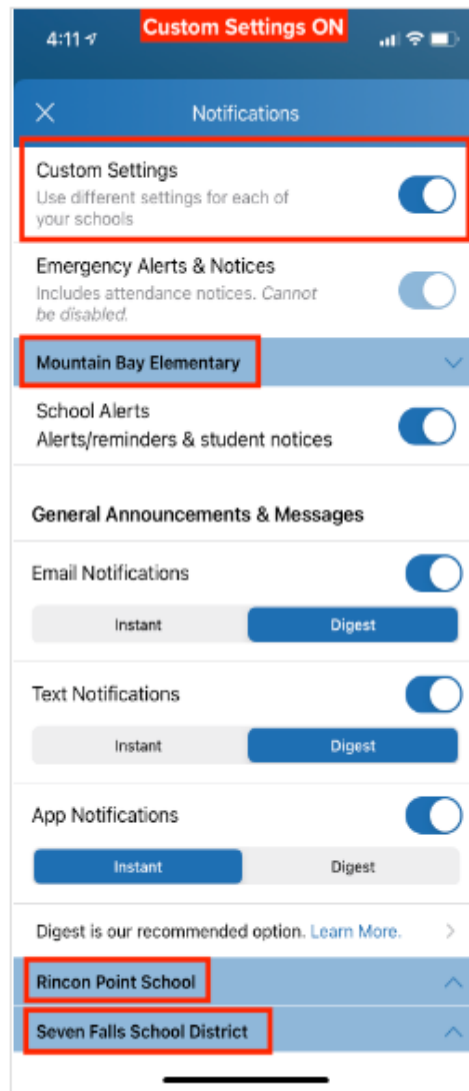 Custom Settings ON
4:11
Notifications
Custom Settings
Use different settings for each of
your schools
Emergency Alerts & Notices
Includes attendance notices. Cannot
be disabled.
Mountain Bay Elementary
School Alerts
Alerts/reminders & student notices
General Announcements & Messages
Email Notifications
Instant Digest
Text Notifications
Instant Digest
App Notifications
Instant Digest
Digest is our recommended option. Learn More.
Rincon Point School
Seven Falls School District